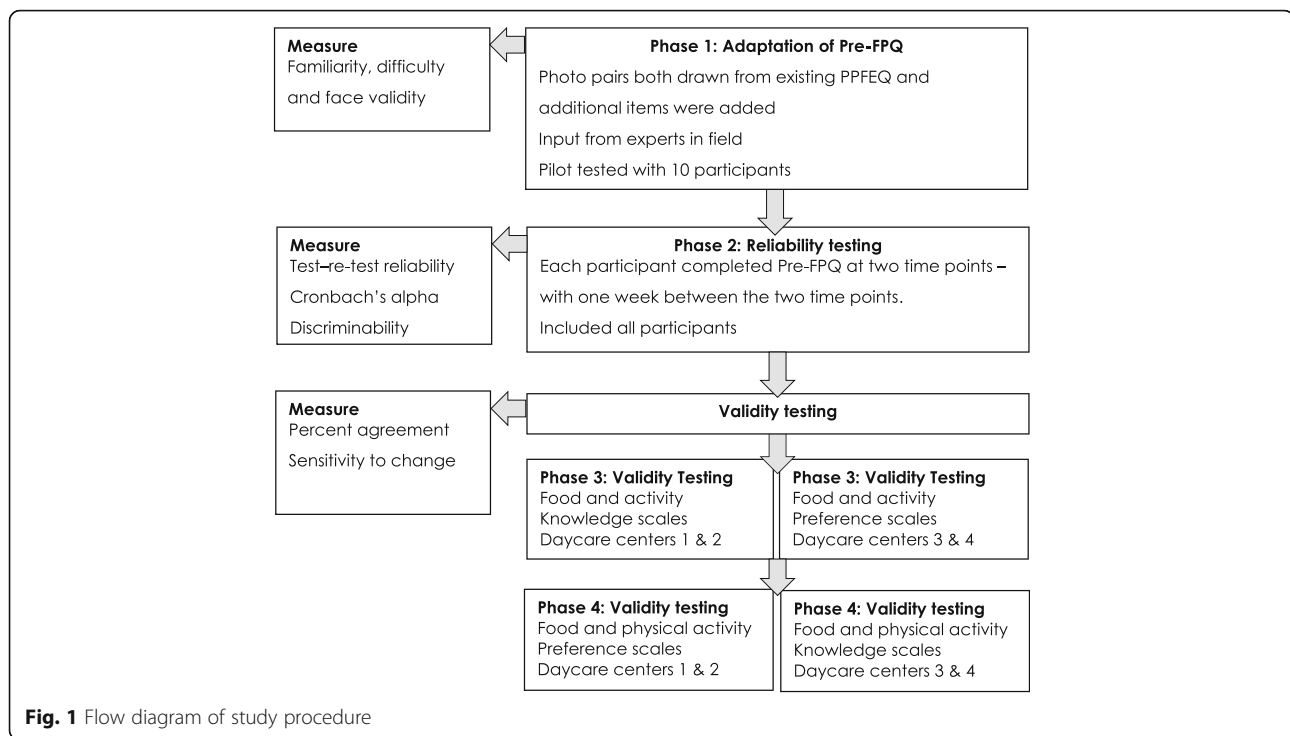 Measure
Familiarity, difficulty
and face validity
Phase 1: Adaptation of Pre-FPQ
Photo pairs both drawn from existing PPFEQ and
additional items were added
Input from experts in field
Pilot tested with 10 participants
Measure
Test–re-test reliability
Cronbach's alpha
Discriminability
Phase 2: Reliability testing
Each participant completed Pre-FPQ at two time points –
with one week between the two time points.
Included all participants
Measure
Percent agreement
Sensitivity to change
Validity testing
Phase 3: Validity Testing
Food and activity
Knowledge scales
Daycare centers 1 & 2
Phase 3: Validity Testing
Food and activity
Preference scales
Daycare centers 3 & 4
Phase 4: Validity testing
Food and physical activity
Preference scales
Daycare centers 1 & 2
Phase 4: Validity testing
Food and physical activity
Knowledge scales
Daycare centers 3 & 4
Fig. 1 Flow diagram of study procedure